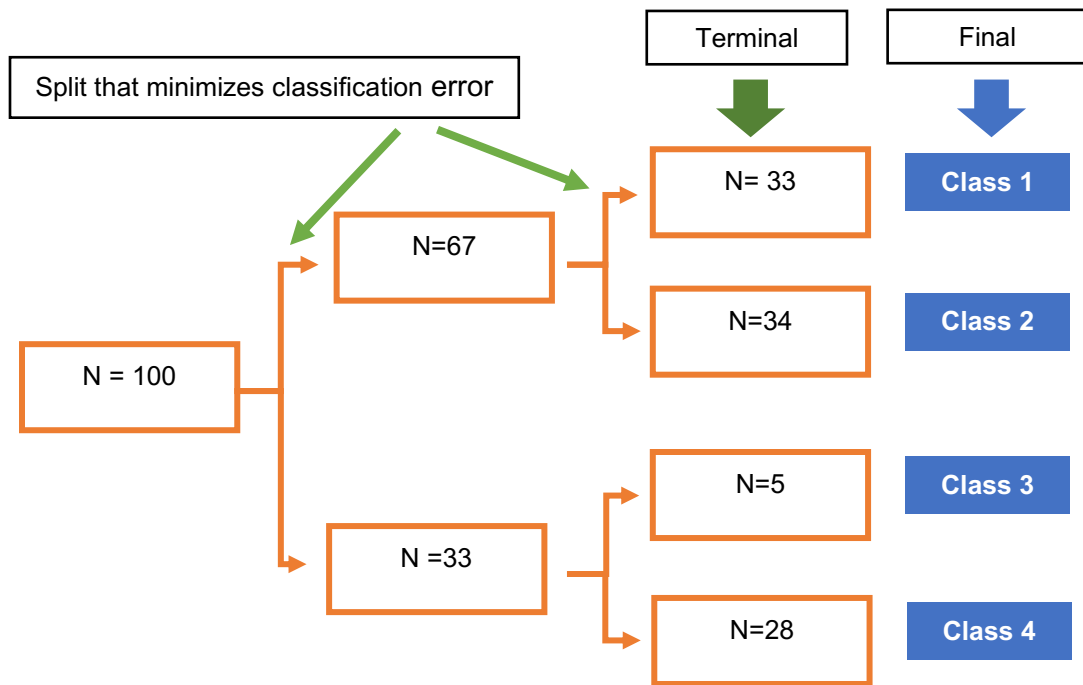 Terminal
Final
Split that minimizes classification error
N= 33
Class 1
N=67
N=34
Class 2
N = 100
N=5
Class 3
N =33
N=28
Class 4